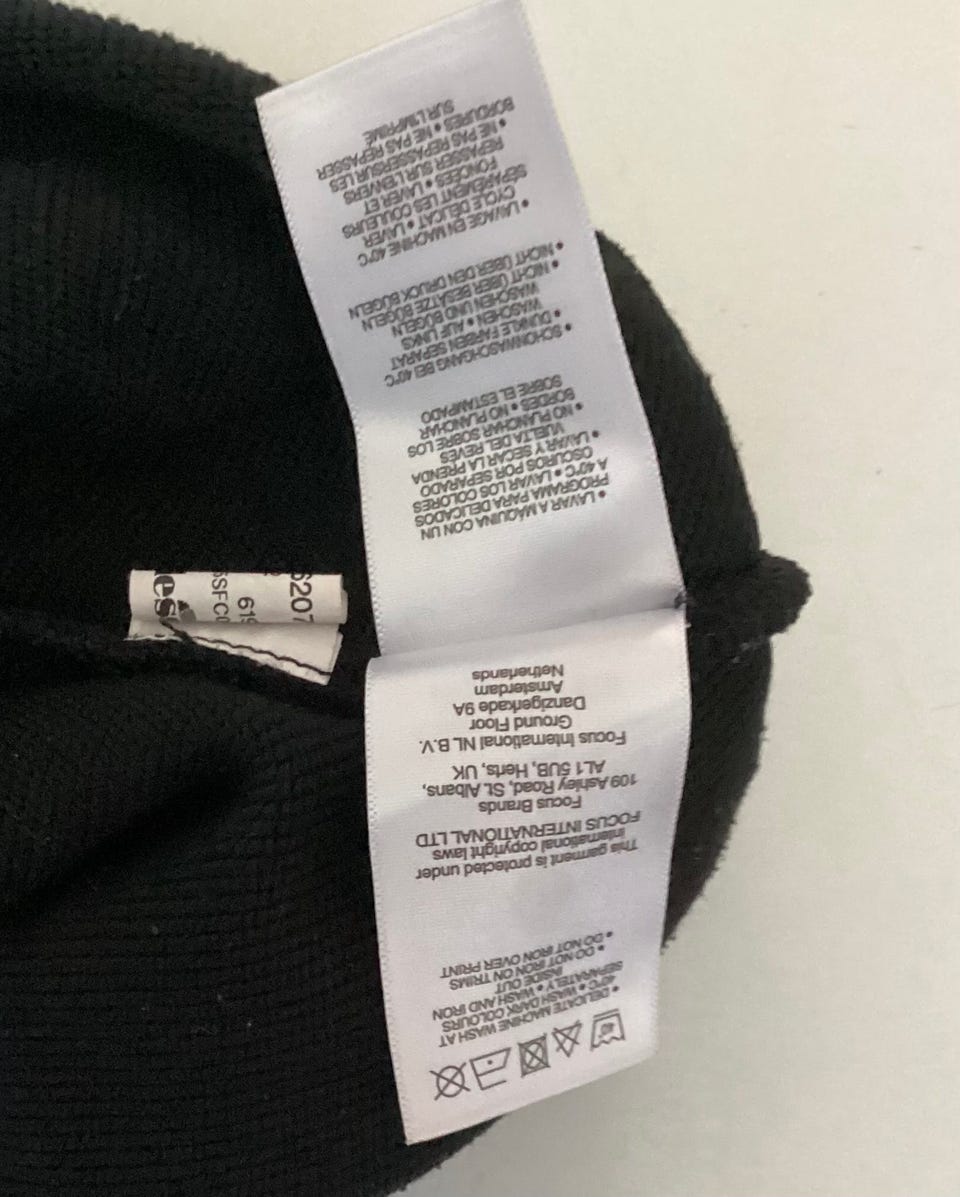 • DELICATE MACHINE WASH AT
40°C • WASH DARK COLOURS
SEPARATELY • WASH AND IRON
INSIDE OUT
• DO NOT IRON ON TRIMS
• DO NOT IRON OVER PRINT
This garment is protected under
international copyright laws
FOCUS INTERNATIONAL LTD
Focus Brands
109 Ashley Road, St. Albans,
AL1 5UB, Herts, UK
Focus International NL B.V.
Ground Floor
Danzigerkade 9A
Amsterdam
Netherlands
• LAVAR A MÁQUINA CON UN
PROGRAMA PARA DELICADOS
A 40°C • LAVAR LOS COLORES
OSCUROS POR SEPARADO
• LAVAR Y SECAR LA PRENDA
VUELTA DEL REVÉS
• NO PLANCHAR SOBRE LOS
BORDES • NO PLANCHAR
SOBRE EL ESTAMPADO
• SCHONWASCHGANG BEI 40°C
• DUNKLE FARBEN SEPARAT
WASCHEN • AUF LINKS
WASCHEN UND BÜGELN
• NICHT ÜBER BESÄTZE BÜGELN
• NICHT ÜBER DEN DRUCK BÜGELN
• LAVAGE EN MACHINE 40°C
CYCLE DÉLICAT • LAVER
SÉPARÉMENT LES COULEURS
FONCÉES • LAVER ET
REPASSER SUR L'ENVERS
• NE PAS REPASSERSUR LES
BORDURES • NE PAS REPASSER
SUR L'IMPRIMÉ
6207
619
SSFC0